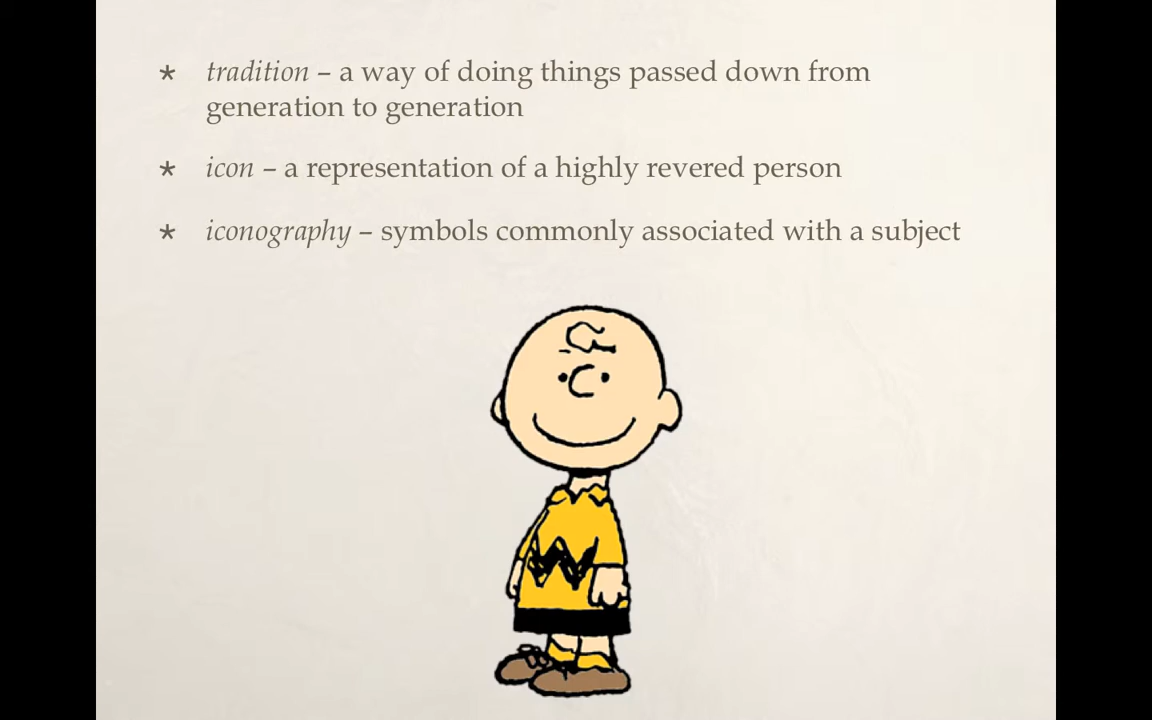 * tradition – a way of doing things passed down from
generation to generation
* icon – a representation of a highly revered person
* iconography – symbols commonly associated with a subject